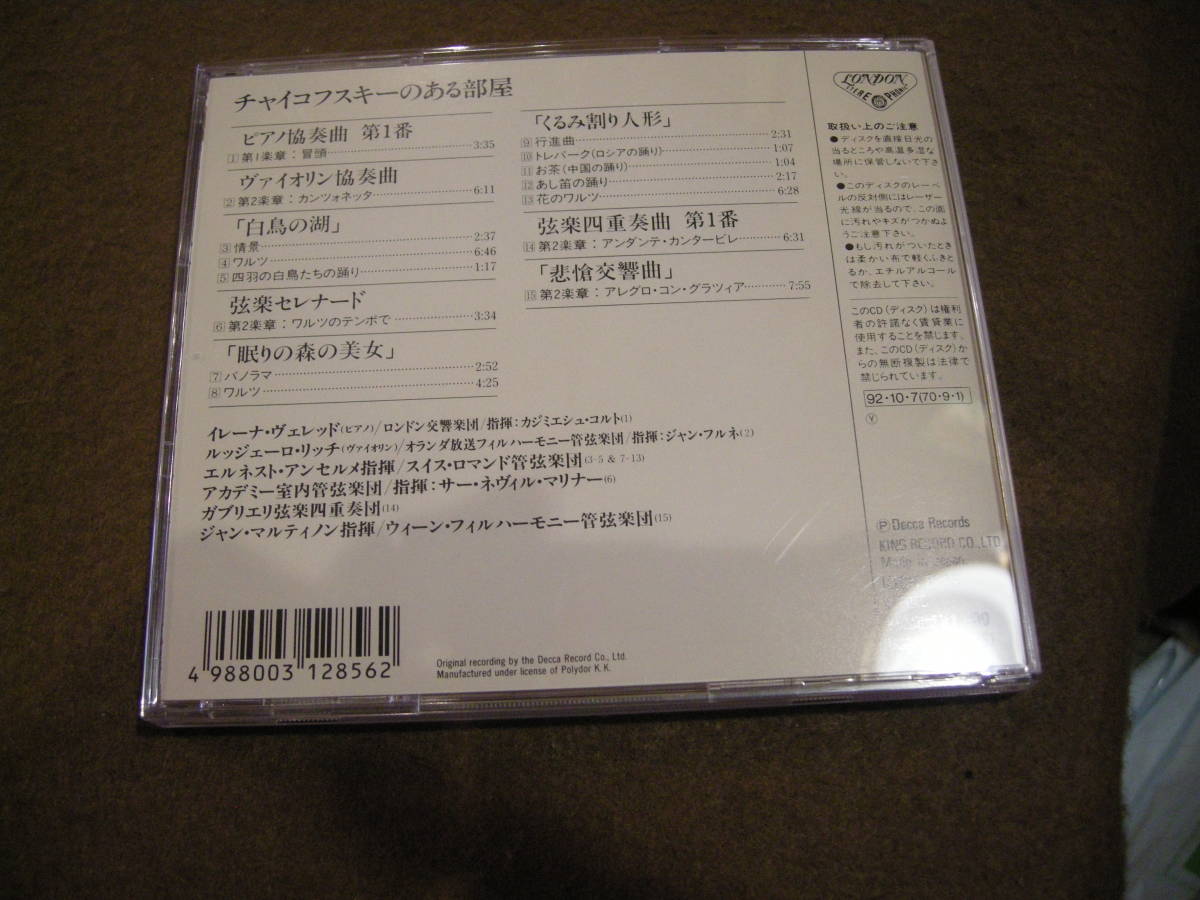 チャイコフスキーのある部屋
ピアノ協奏曲 第1番
1 第1楽章：冒頭 3:35
ヴァイオリン協奏曲
2 第2楽章：カンツォネッタ 6:11
「白鳥の湖」
3 情景 2:37
4 ワルツ 6:46
5 四羽の白鳥たちの踊り 1:17
弦楽セレナード
6 第2楽章：ワルツのテンポで 3:34
「眠りの森の美女」
7 パノラマ 2:52
8 ワルツ 4:25
「くるみ割り人形」
9 行進曲 2:31
10 トレパーク(ロシアの踊り) 1:07
11 お茶(中国の踊り) 1:04
12 あし笛の踊り 2:17
13 花のワルツ 6:28
弦楽四重奏曲 第1番
14 第2楽章：アンダンテ・カンタービレ 6:31
「悲愴交響曲」
15 第2楽章：アレグロ・コン・グラツィア 7:55
イレーナ・ヴェレッド(ピアノ)/ロンドン交響楽団/指揮：カジミエシュ・コルト(1)
ルッジェーロ・リッチ(ヴァイオリン)/オランダ放送フィルハーモニー管弦楽団/指揮：ジャン・フルネ(2)
エルネスト・アンセルメ指揮/スイス・ロマンド管弦楽団(3-5 & 7-13)
アカデミー室内管弦楽団/指揮：サー・ネヴィル・マリナー(6)
ガブリエリ弦楽四重奏団(14)
ジャン・マルティノン指揮/ウィーン・フィルハーモニー管弦楽団(15)
4 988003 128562
Original recording by the Decca Record Co., Ltd.
Manufactured under license of Polydor K.K.
LONDON
取扱い上のご注意
●ディスクを直接日光の
当るところや高温多湿な
場所に保管しないで下さ
い。
●このディスクのレーベ
ルの反対側にはレーザー
光線が当るので、この面
に汚れやキズがつかぬよ
うご注意下さい。
●もし汚れがついたとき
は柔かい布で軽くふきと
るか、エチルアルコール
で除去して下さい。
このCD(ディスク)は権利
者の許諾なく賃貸業に
使用することを禁じます。
また、このCD(ディスク)か
らの無断複製は法律で
禁じられています。
92・10・7(70・9・1)
Y
P Decca Records
KING RECORD CO., LTD.
Made in Japan